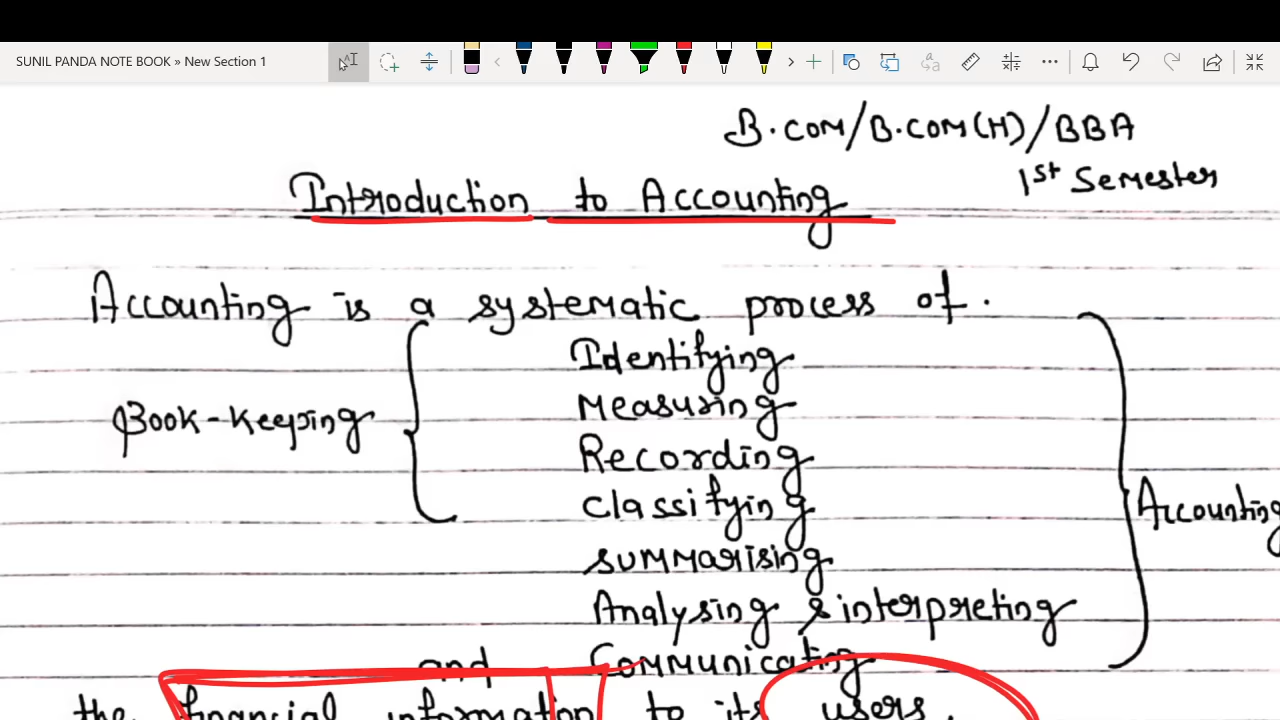 SUNIL PANDA NOTE BOOK » New Section 1
B.COM/B.COM(H)/BBA
1st Semester
Introduction to Accounting
Accounting is a systematic process of.
Identifying
Measuring
Book-Keeping
Recording
Classifying
Accounting
Summarising
Analysing & interpreting
and Communicating
the financial information to its users.